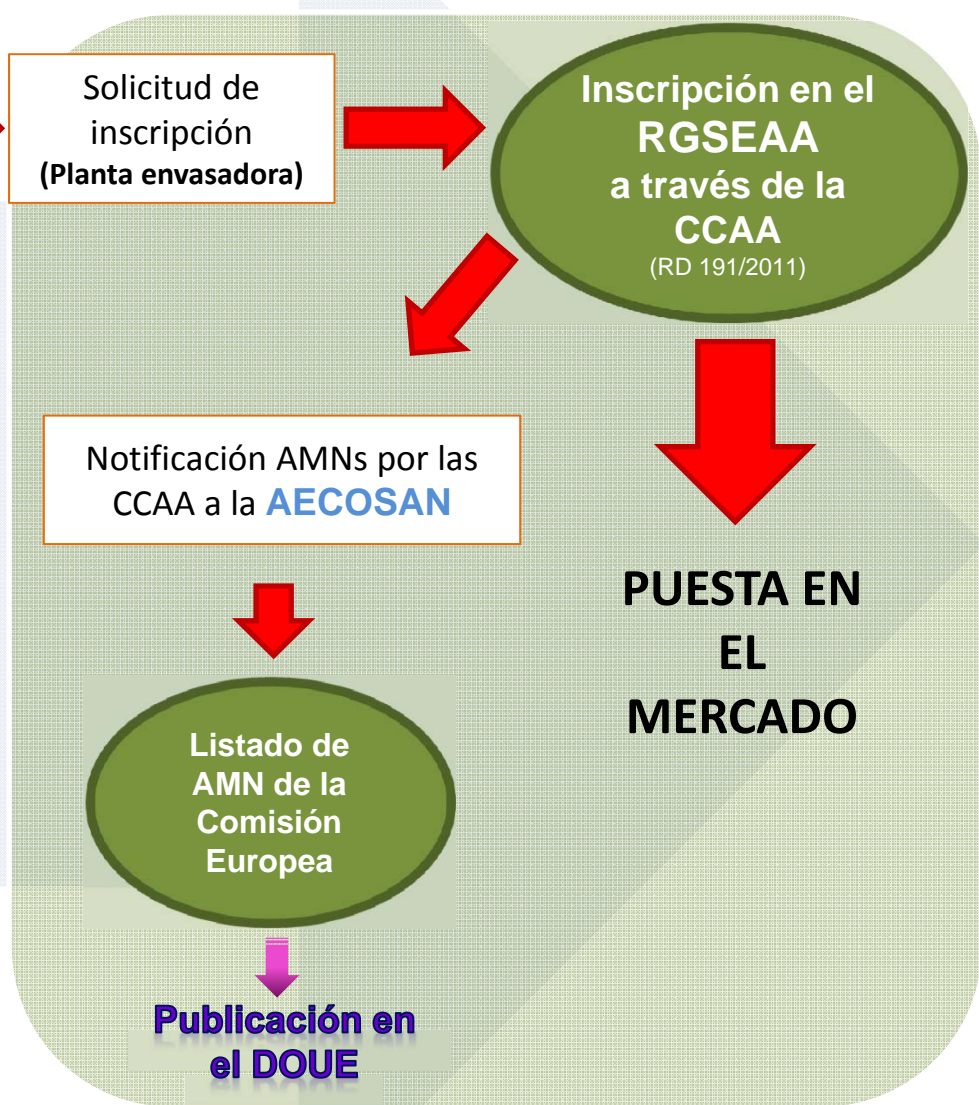 Solicitud de
inscripción
(Planta envasadora)
Inscripción en el
RGSEAA
a través de la
CCAA
(RD 191/2011)
Notificación AMNs por las
CCAA a la AECOSAN
PUESTA EN
EL
MERCADO
Listado de
AMN de la
Comisión
Europea
Publicación en
el DOUE